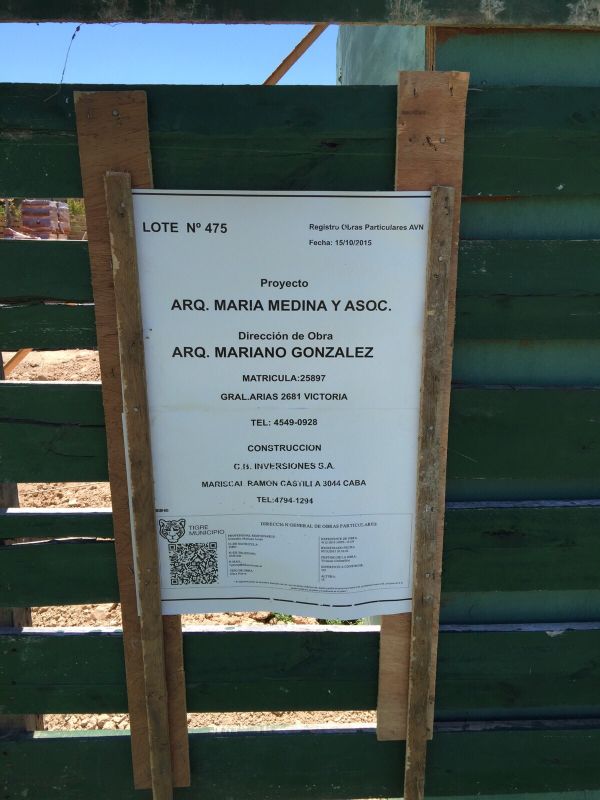 LOTE Nº 475
Registro Obras Particulares AVN
Fecha: 15/10/2015
Proyecto
ARQ. MARIA MEDINA Y ASOC.
Dirección de Obra
ARQ. MARIANO GONZALEZ
MATRICULA:25897
GRAL.ARIAS 2681 VICTORIA
TEL: 4549-0928
CONSTRUCCION
C.B. INVERSIONES S.A.
MARISCAL RAMON CASTILLA 3044 CABA
TEL:4794-1294
TIGRE
MUNICIPIO
DIRECCIÓN GENERAL DE OBRAS PARTICULARES